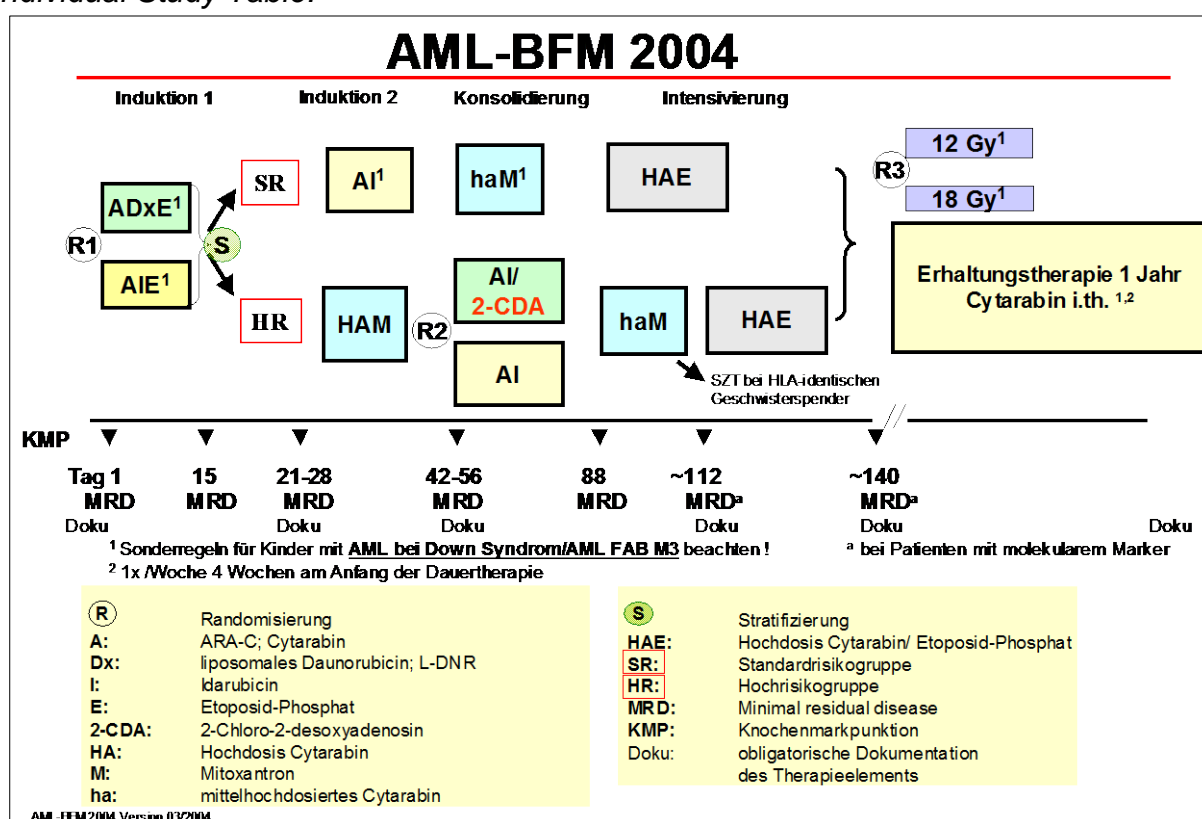 Individual Study Table:
AML-BFM 2004
Induktion 1 Induktion 2 Konsolidierung Intensivierung
12 Gy¹
R3
18 Gy¹
SR AI¹ haM¹ HAE
ADxE¹
R1 S
AIE¹
HR HAM R2
AI/
2-CDA
AI
haM HAE
Erhaltungstherapie 1 Jahr
Cytarabin i.th. ¹,²
SZT bei HLA-identischen
Geschwisterspender
KMP
Tag 1 15 21-28 42-56 88 ~112 ~140
MRD MRD MRD MRD MRD MRDᵃ MRDᵃ
Doku Doku Doku Doku Doku Doku
¹ Sonderregeln für Kinder mit AML bei Down Syndrom/AML FAB M3 beachten ! ᵃ bei Patienten mit molekularem Marker
² 1x /Woche 4 Wochen am Anfang der Dauertherapie
R Randomisierung
A: ARA-C; Cytarabin
Dx: liposomales Daunorubicin; L-DNR
I: Idarubicin
E: Etoposid-Phosphat
2-CDA: 2-Chloro-2-desoxyadenosin
HA: Hochdosis Cytarabin
M: Mitoxantron
ha: mittelhochdosiertes Cytarabin
S Stratifizierung
HAE: Hochdosis Cytarabin/ Etoposid-Phosphat
SR: Standardrisikogruppe
HR: Hochrisikogruppe
MRD: Minimal residual disease
KMP: Knochenmarkpunktion
Doku: obligatorische Dokumentation
des Therapieelements
AML-BFM 2004 Version 03/2004